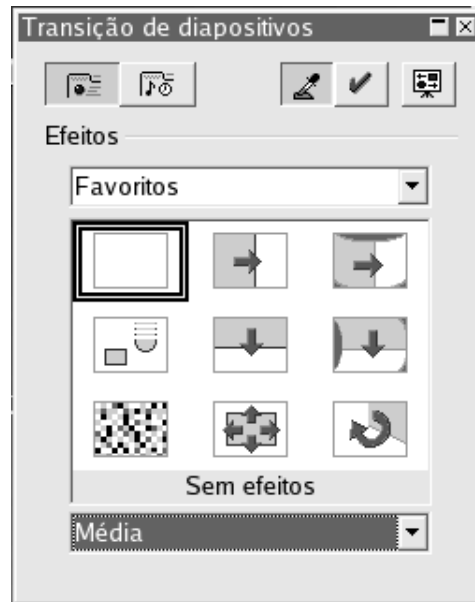 Transição de diapositivos
Efeitos
Favoritos
Sem efeitos
Média